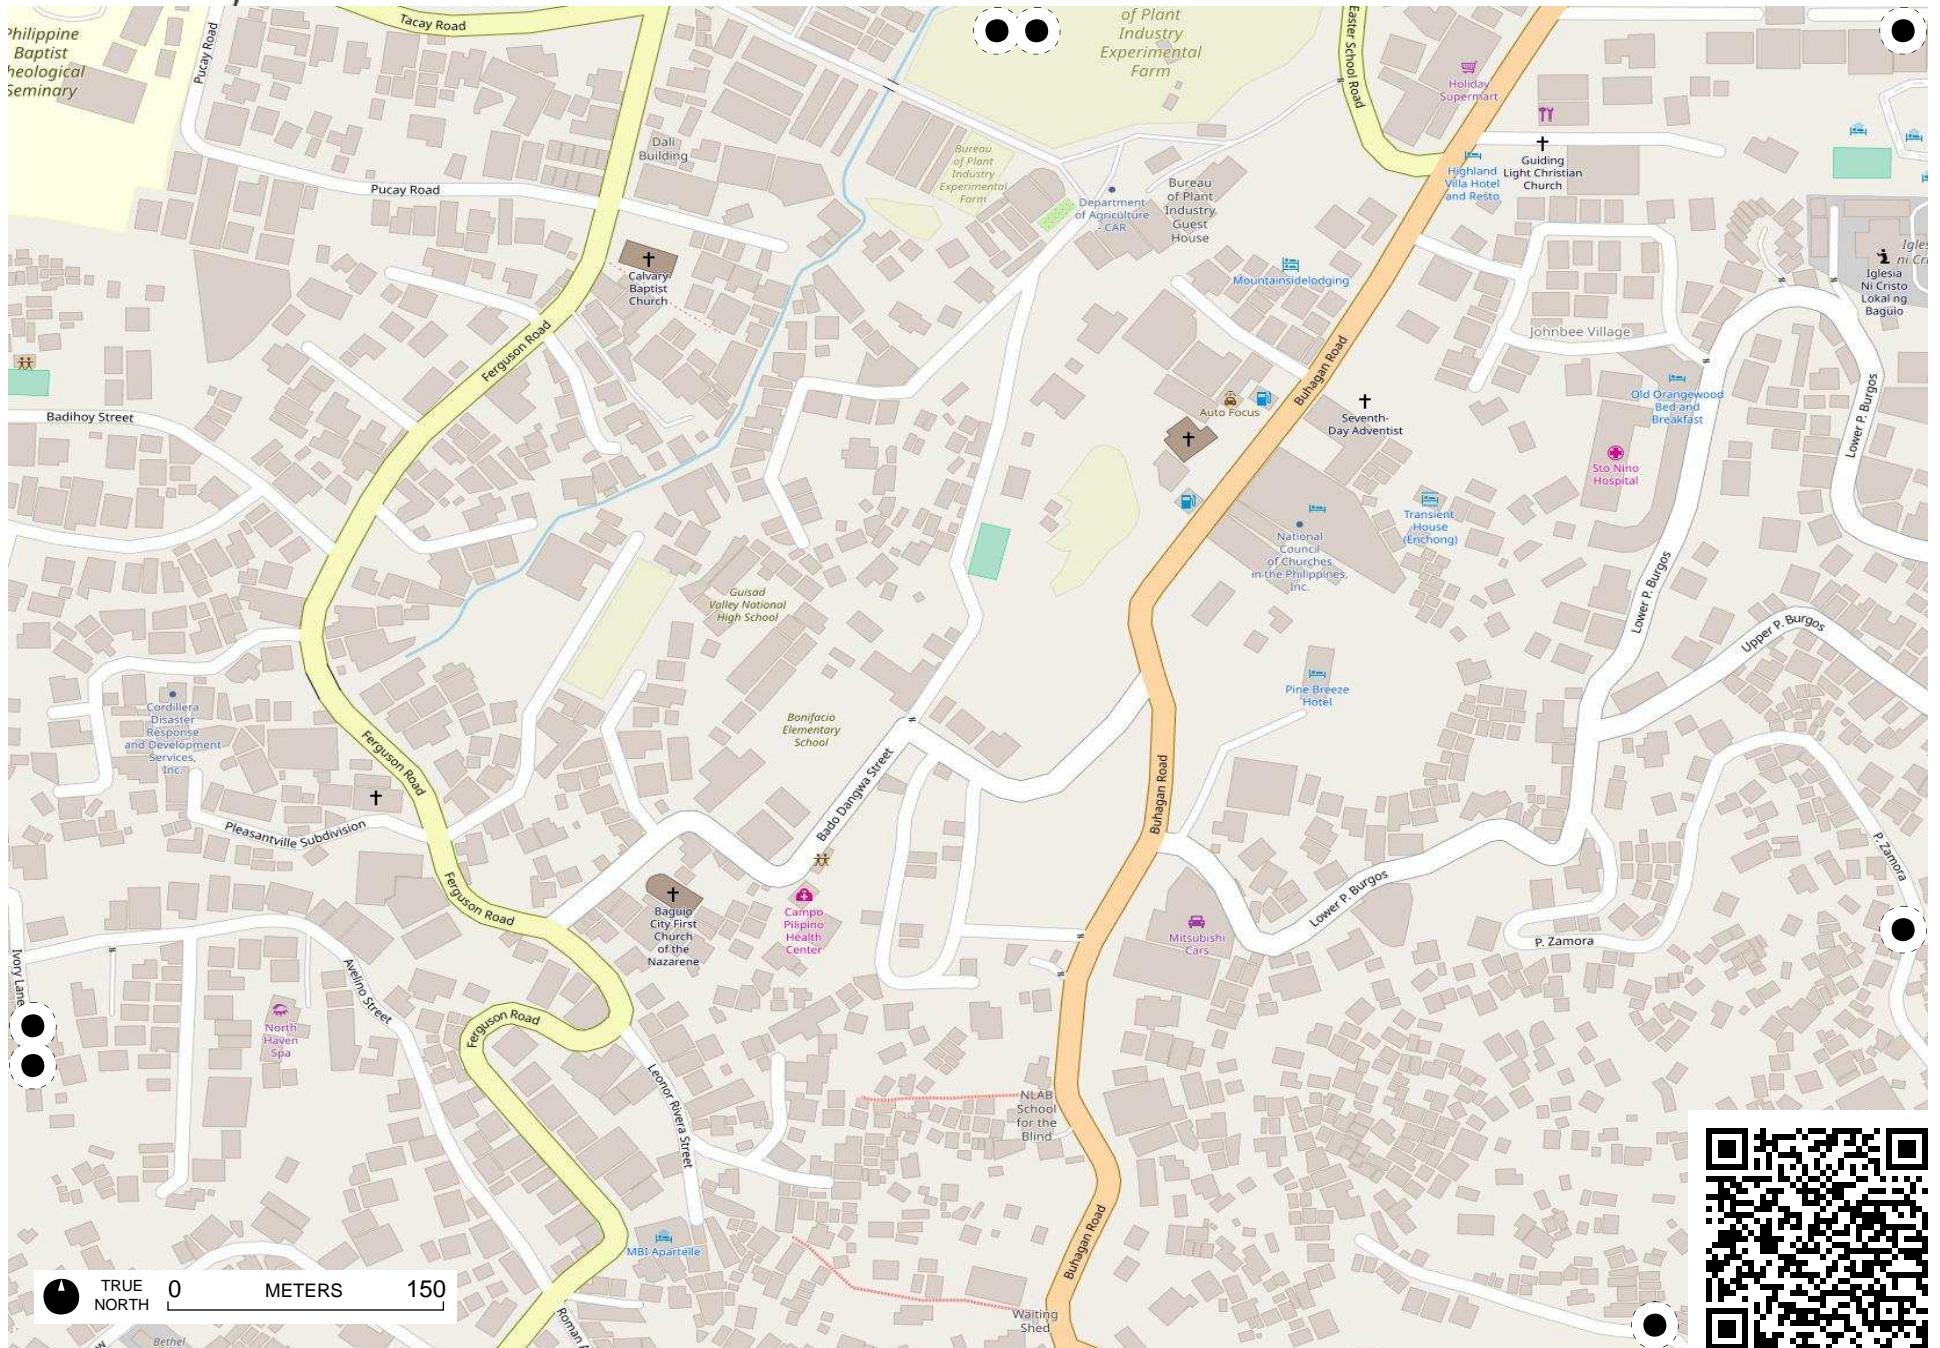 Tacay Road
Pucay Road
Philippine
Baptist
heological
Seminary
of Plant
Industry
Experimental
Farm
Easter School Road
Holiday
Supermart
Dali
Building
Bureau
of Plant
Industry
Experimental
Farm
Guiding
Light Christian
Church
Highland
Villa Hotel
and Resto
Pucay Road
Department
of Agriculture
- CAR
Bureau
of Plant
Industry
Guest
House
Calvary
Baptist
Church
Mountainsidelodging
Iglesia
Ni Cristo
Lokal ng
Baguio
Igles
ni Cri
Johnbee Village
Ferguson Road
Buhagan Road
Badihoy Street
Auto Focus
Seventh-
Day Adventist
Old Orangewood
Bed and
Breakfast
Lower P. Burgos
Sto Nino
Hospital
Transient
House
(Enchong)
National
Council
of Churches
in the Philippines,
Inc.
Guisad
Valley National
High School
Lower P. Burgos
Upper P. Burgos
Pine Breeze
Hotel
Cordillera
Disaster
Response
and Development
Services,
Inc.
Bonifacio
Elementary
School
Ferguson Road
Bado Dangwa Street
Buhagan Road
Pleasantville Subdivision
P. Zamora
Ferguson Road
Baguio
City First
Church
of the
Nazarene
Campo
Pilipino
Health
Center
Lower P. Burgos
Mitsubishi
Cars
P. Zamora
Ivory Lane
Avelino Street
North
Haven
Spa
Ferguson Road
Leonor Rivera Street
NLAB
School
for the
Blind
Buhagan Road
MBI Apartelle
TRUE
NORTH
0 METERS 150
Roman
Waiting
Shed
Bethel